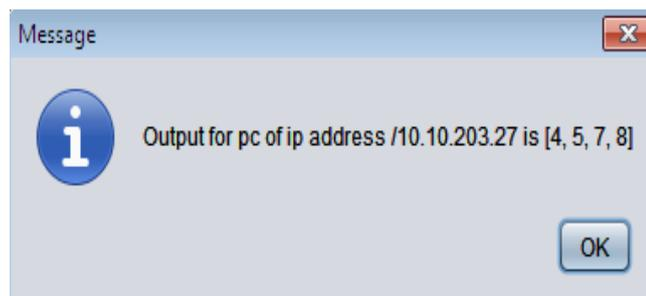 Message
Output for pc of ip address /10.10.203.27 is [4, 5, 7, 8]
OK